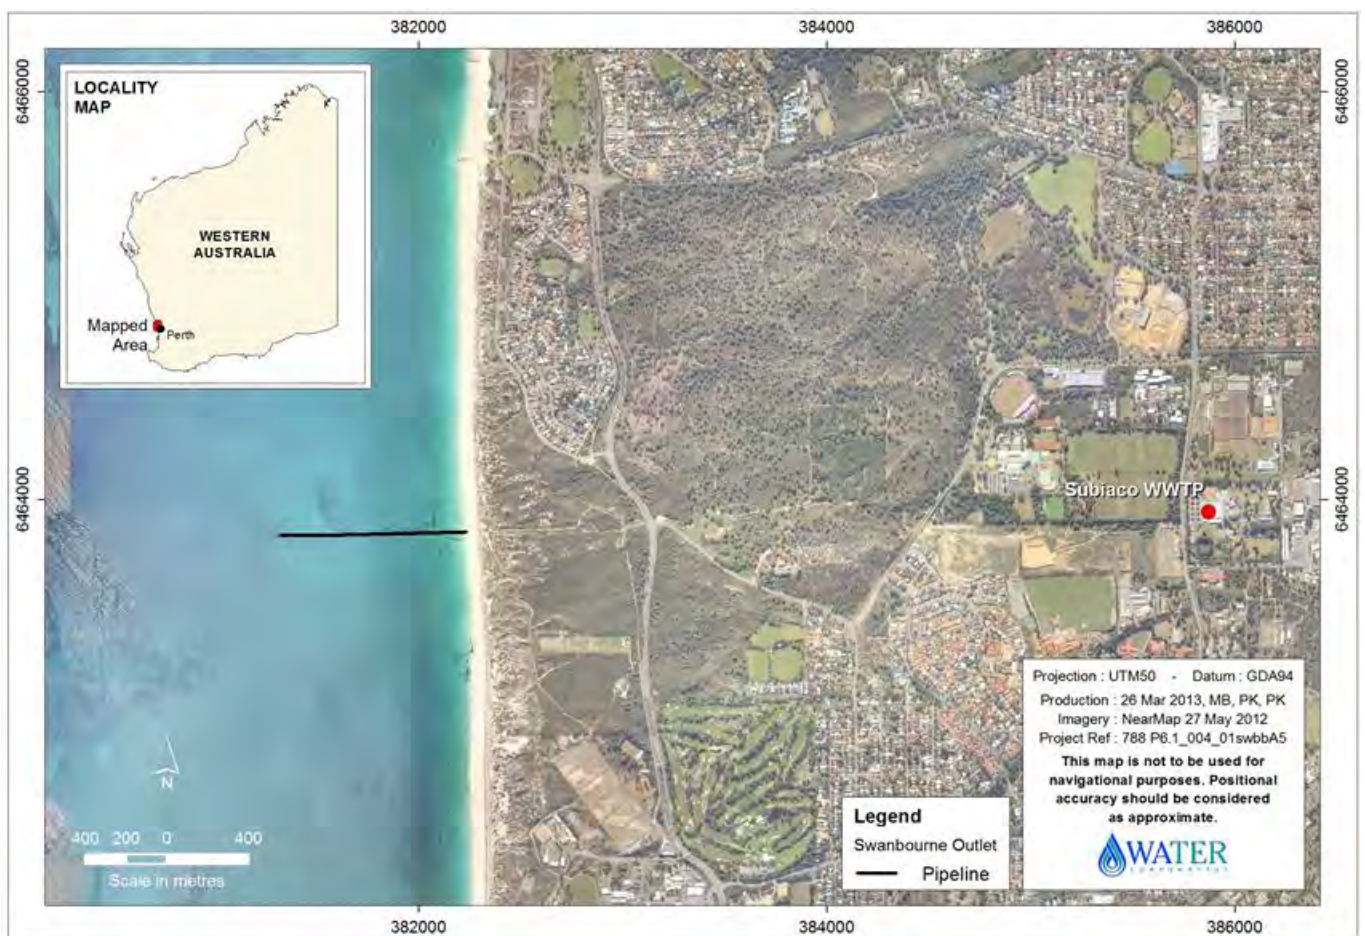 382000
384000
386000
6466000
6466000
LOCALITY
MAP
WESTERN
AUSTRALIA
Mapped
Area
Perth
6464000
6464000
Subiaco WWTP
Projection : UTM50 - Datum : GDA94
Production : 26 Mar 2013, MB, PK, PK
Imagery : NearMap 27 May 2012
Project Ref : 788 P6.1_004_01swbbA5
This map is not to be used for
navigational purposes. Positional
accuracy should be considered
as approximate.
WATER
CORPORATION
N
400 200 0 400
Scale in metres
Legend
Swanbourne Outlet
Pipeline
382000
384000
386000